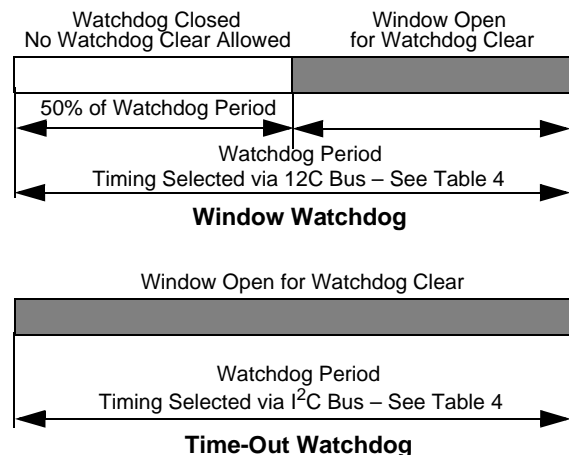 Watchdog Closed
No Watchdog Clear Allowed
Window Open
for Watchdog Clear
50% of Watchdog Period
Watchdog Period
Timing Selected via 12C Bus – See Table 4
Window Watchdog
Window Open for Watchdog Clear
Watchdog Period
Timing Selected via I²C Bus – See Table 4
Time-Out Watchdog